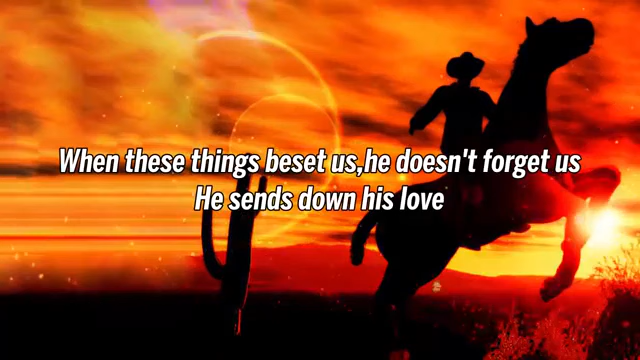 When these things beset us,he doesn't forget us
He sends down his love